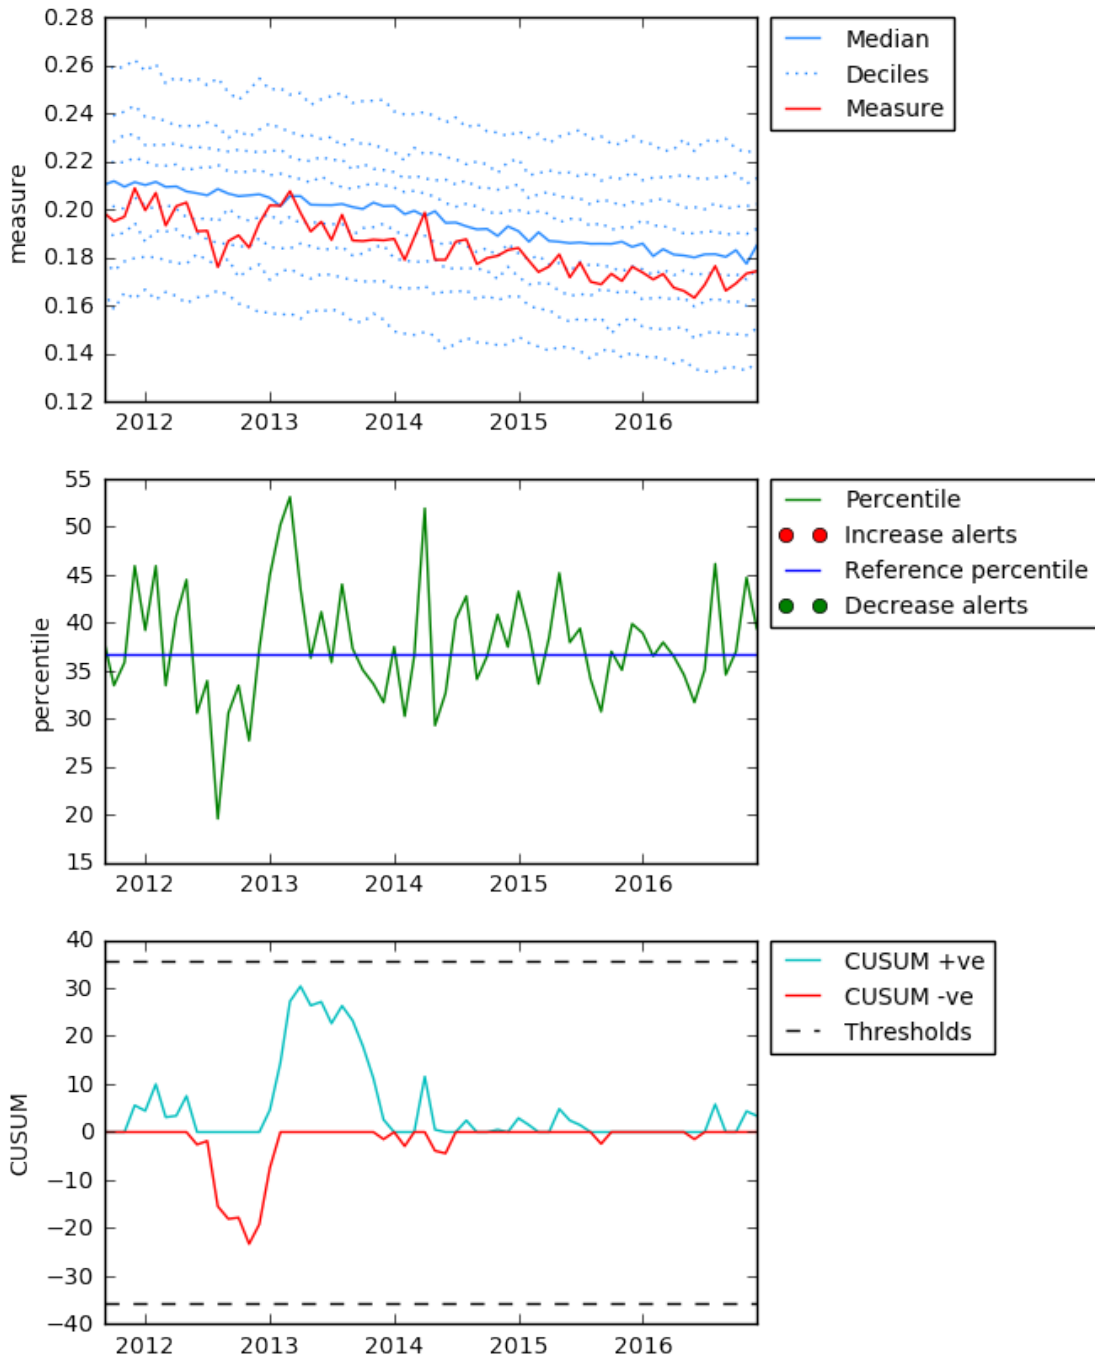 0.28
0.26
0.24
0.22
0.20
0.18
0.16
0.14
0.12
measure
2012 2013 2014 2015 2016
Median
Deciles
Measure
55
50
45
40
35
30
25
20
15
percentile
2012 2013 2014 2015 2016
Percentile
Increase alerts
Reference percentile
Decrease alerts
40
30
20
10
0
−10
−20
−30
−40
CUSUM
2012 2013 2014 2015 2016
CUSUM +ve
CUSUM -ve
Thresholds